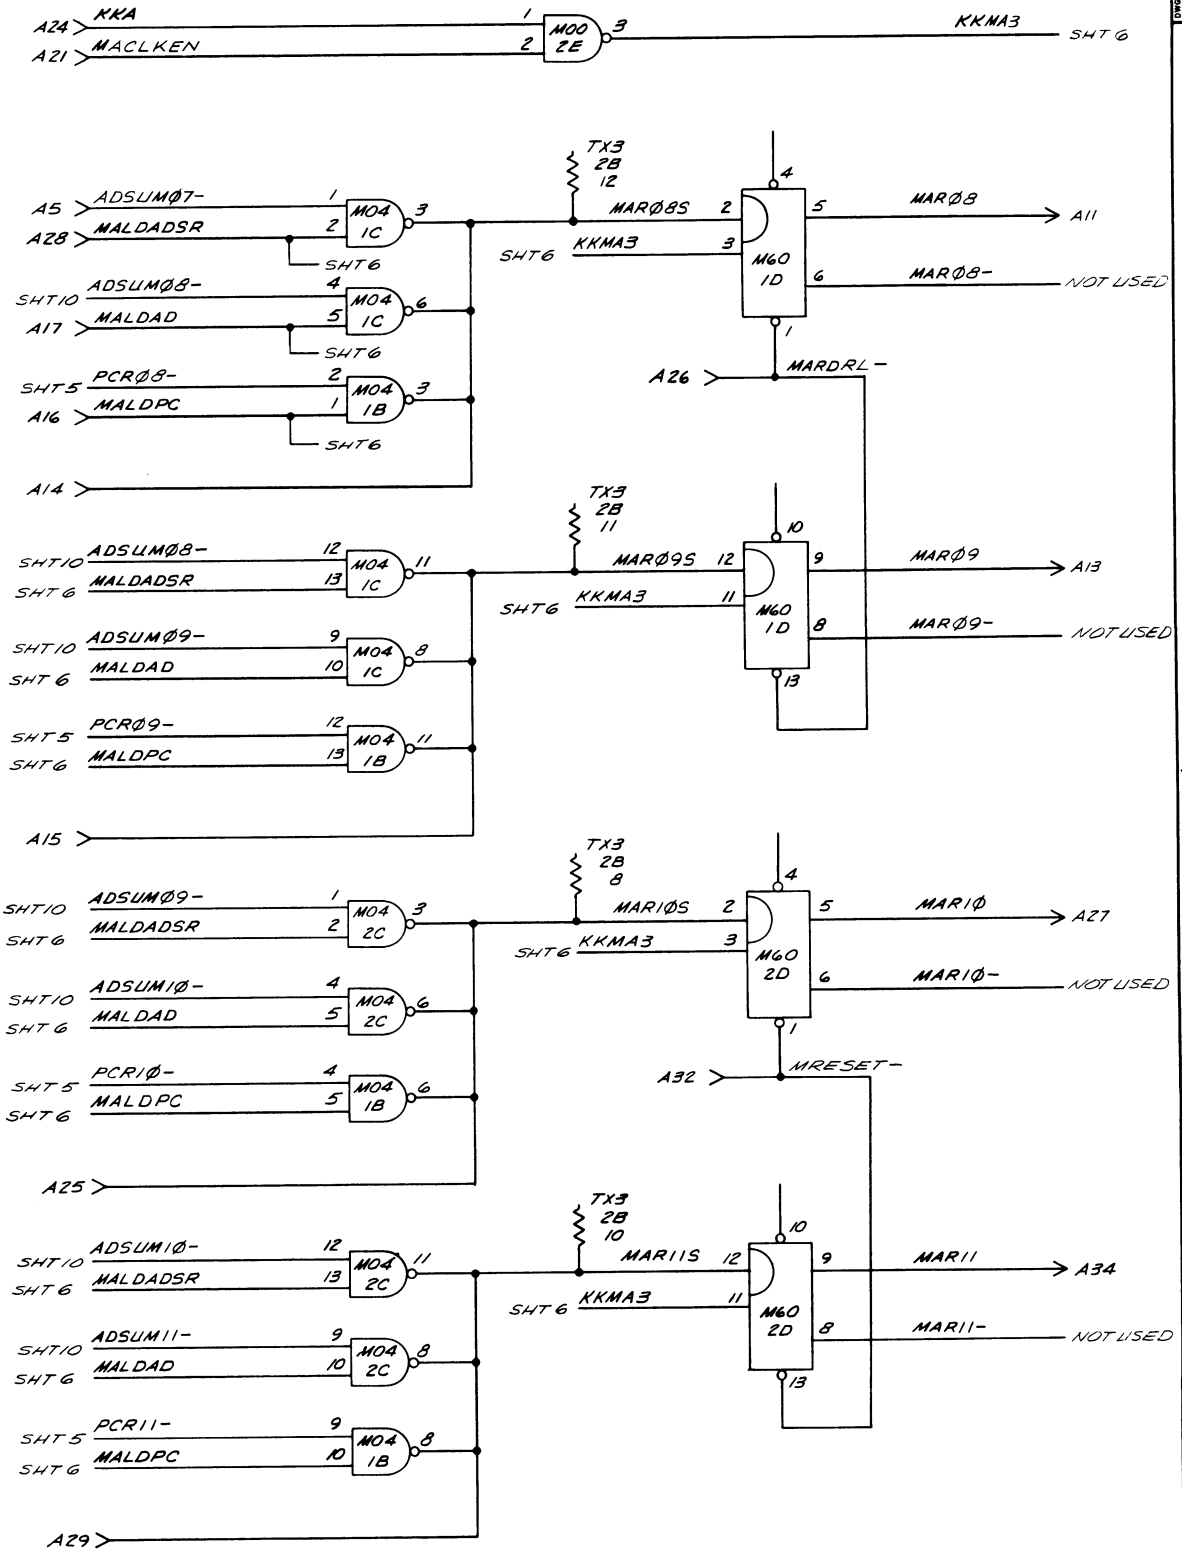 DWG
A24 KKA 1 M00 2E 3 KKMA3 SHT 6
A21 MACLKEN 2
TX3
2B
12
4
A5 ADSUMØ7- 1 M04 1C 3 MARØ8S 2 M60 1D 5 MARØ8 A11
A28 MALDADSR 2 SHT6 KKMA3 3
SHT6
SHT10 ADSUMØ8- 4 M04 1C 6 6 MARØ8- NOT USED
A17 MALDAD 5
SHT6
1
SHT5 PCRØ8- 2 M04 1B 3 A26 MARDRL-
A16 MALDPC 1
SHT6
A14
TX3
2B
11
10
SHT10 ADSUMØ8- 12 M04 1C 11 MARØ9S 12 M60 1D 9 MARØ9 A13
SHT6 MALDADSR 13 SHT6 KKMA3 11
SHT10 ADSUMØ9- 9 M04 1C 8 8 MARØ9- NOT USED
SHT 6 MALDAD 10
13
SHT5 PCRØ9- 12 M04 1B 11
SHT6 MALDPC 13
A15
TX3
2B
8
4
SHT10 ADSUMØ9- 1 M04 2C 3 MAR1ØS 2 M60 2D 5 MAR1Ø A27
SHT 6 MALDADSR 2 SHT6 KKMA3 3
SHT10 ADSUM1Ø- 4 M04 2C 6 6 MAR1Ø- NOT USED
SHT 6 MALDAD 5
1
SHT5 PCR1Ø- 4 M04 1B 6 A32 MRESET-
SHT6 MALDPC 5
A25
TX3
2B
10
10
SHT10 ADSUM1Ø- 12 M04 2C 11 MAR11S 12 M60 2D 9 MAR11 A34
SHT 6 MALDADSR 13 SHT 6 KKMA3 11
SHT10 ADSUM11- 9 M04 2C 8 8 MAR11- NOT USED
SHT 6 MALDAD 10
13
SHT5 PCR11- 9 M04 1B 8
SHT 6 MALDPC 10
A29